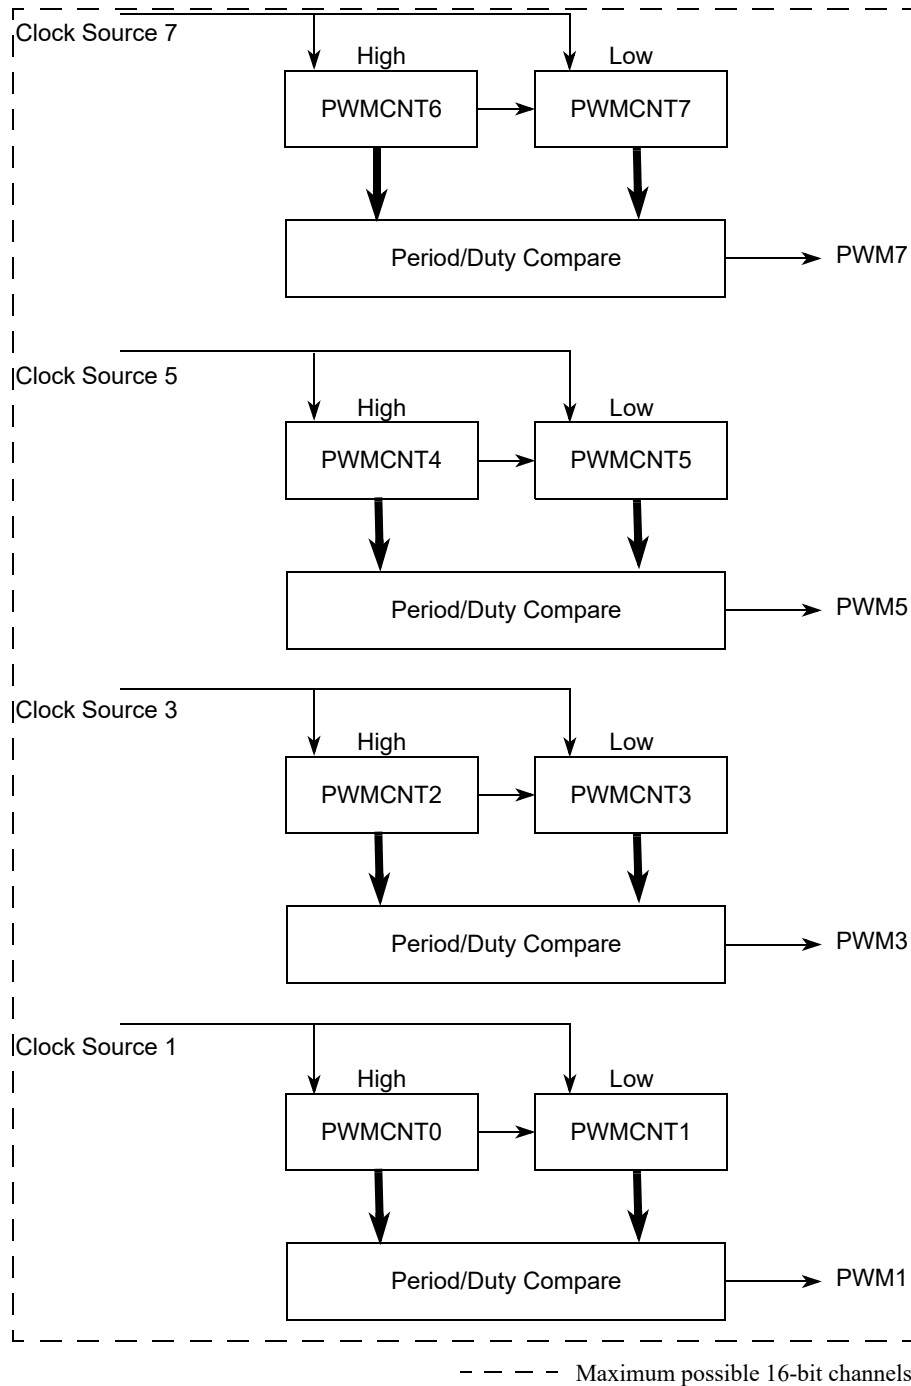 Clock Source 7
High Low
PWMCNT6 PWMCNT7
Period/Duty Compare PWM7
Clock Source 5
High Low
PWMCNT4 PWMCNT5
Period/Duty Compare PWM5
Clock Source 3
High Low
PWMCNT2 PWMCNT3
Period/Duty Compare PWM3
Clock Source 1
High Low
PWMCNT0 PWMCNT1
Period/Duty Compare PWM1
Maximum possible 16-bit channels